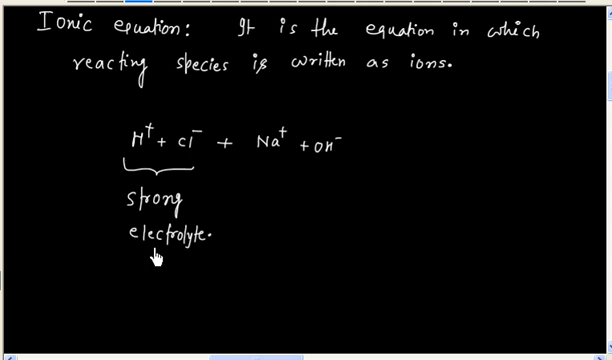 Ionic equation: It is the equation in which
reacting species is written as ions.
H⁺ + Cl⁻ + Na⁺ + OH⁻
strong
electrolyte.